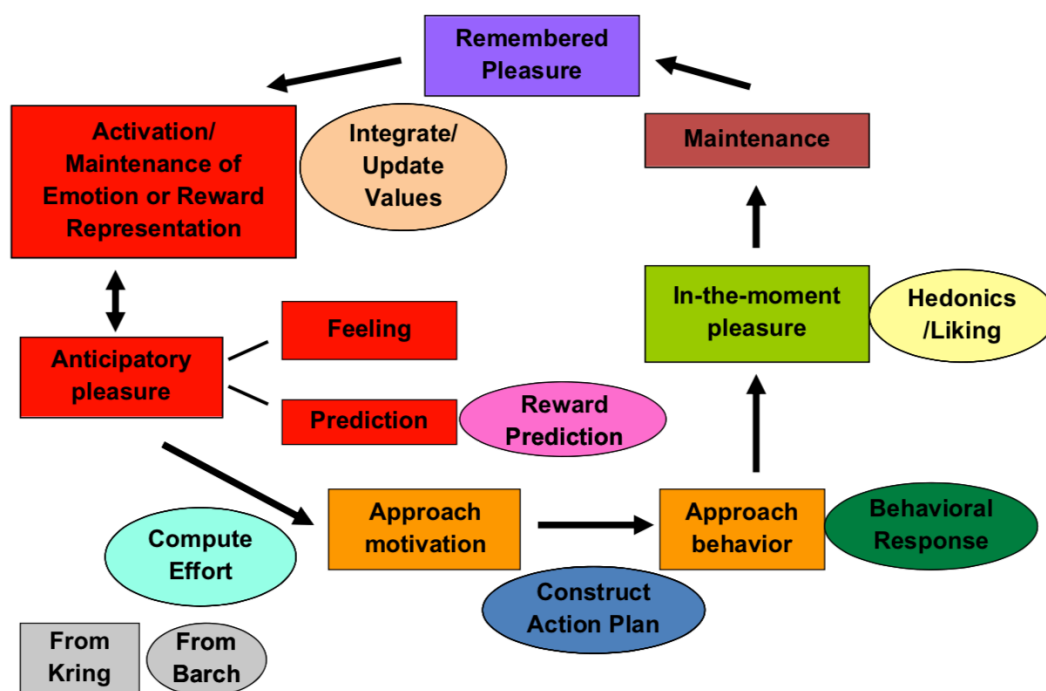 Remembered
Pleasure
Activation/
Maintenance of
Emotion or Reward
Representation
Integrate/
Update
Values
Maintenance
In-the-moment
pleasure
Hedonics
/Liking
Feeling
Anticipatory
pleasure
Prediction
Reward
Prediction
Approach
motivation
Approach
behavior
Behavioral
Response
Compute
Effort
Construct
Action Plan
From
Kring
From
Barch